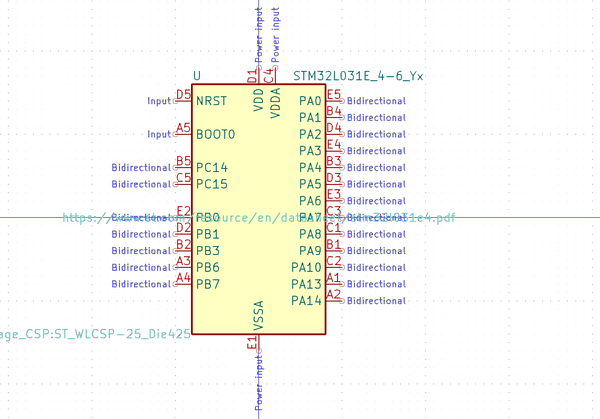 Power input
Power input
D1
C4
U
STM32L031E_4-6_Yx
VDD
VDDA
Input D5 NRST
PA0 E5 Bidirectional
PA1 B4 Bidirectional
Input A5 BOOT0
PA2 D4 Bidirectional
PA3 E4 Bidirectional
Bidirectional B5 PC14
PA4 B3 Bidirectional
Bidirectional C5 PC15
PA5 D3 Bidirectional
PA6 E3 Bidirectional
Bidirectional E2 PB0
PA7 C3 Bidirectional
Bidirectional D2 PB1
PA8 C1 Bidirectional
Bidirectional B2 PB3
PA9 B1 Bidirectional
Bidirectional A3 PB6
PA10 C2 Bidirectional
Bidirectional A4 PB7
PA13 A1 Bidirectional
PA14 A2 Bidirectional
VSSA
age_CSP:ST_WLCSP-25_Die425
E1
Power input